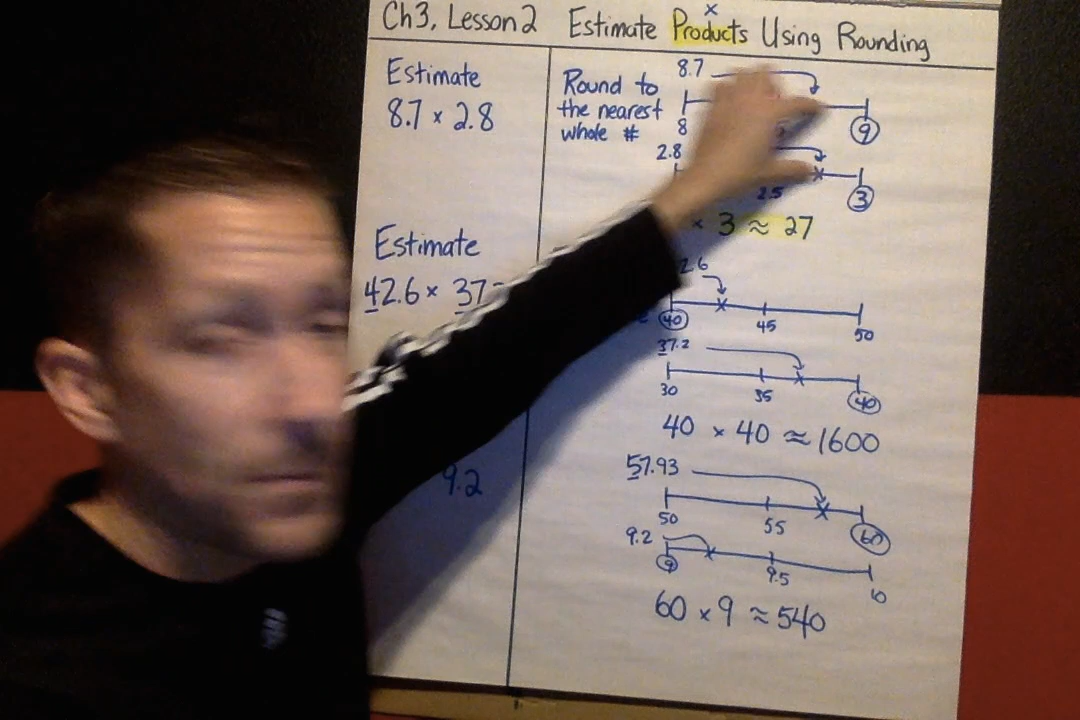 ×
Ch3, Lesson 2 Estimate Products Using Rounding
Estimate
8.7 × 2.8
Estimate
42.6 × 37
9.2
Round to
the nearest
whole #
8.7
8
9
2.8
2.5
3
× 3 ≈ 27
2.6
40
45
50
37.2
30
35
40
40 × 40 ≈ 1600
57.93
50
55
60
9.2
9
9.5
10
60 × 9 ≈ 540